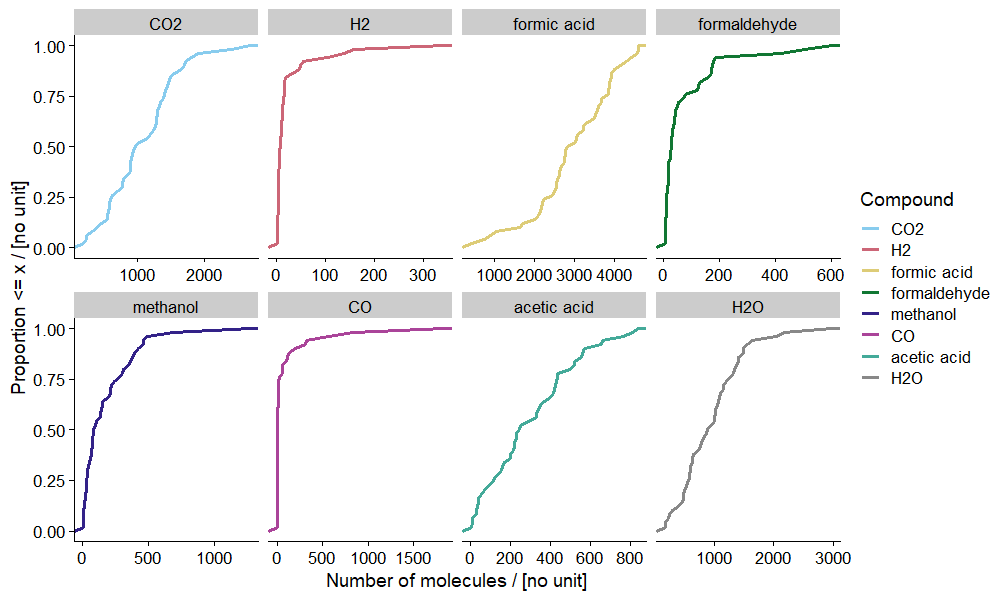 CO2 H2 formic acid formaldehyde
1.00
0.75
0.50
0.25
0.00
1000 2000 0 100 200 300 1000 2000 3000 4000 0 200 400 600
methanol CO acetic acid H2O
1.00
0.75
0.50
0.25
0.00
0 500 1000 0 500 1000 1500 0 200 400 600 800 1000 2000 3000
Number of molecules / [no unit]
Proportion <= x / [no unit]
Compound
CO2
H2
formic acid
formaldehyde
methanol
CO
acetic acid
H2O